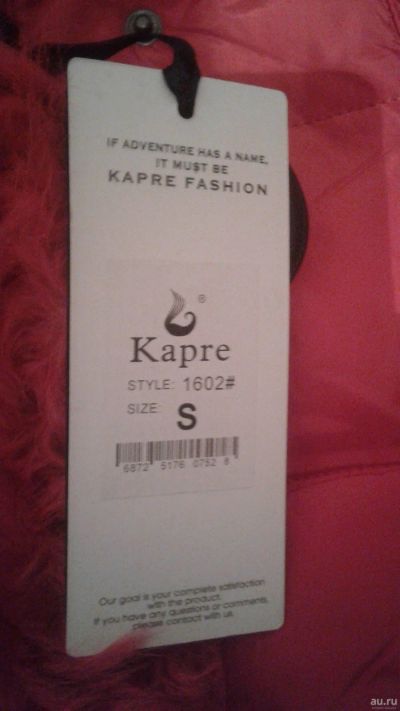 IF ADVENTURE HAS A NAME,
IT MUST BE
KAPRE FASHION
®
Kapre
STYLE: 1602#
SIZE: S
6872 5176 0752 8
Our goal is your complete satisfaction
with the product.
If you have any questions or comments,
please contact with us.
au.ru